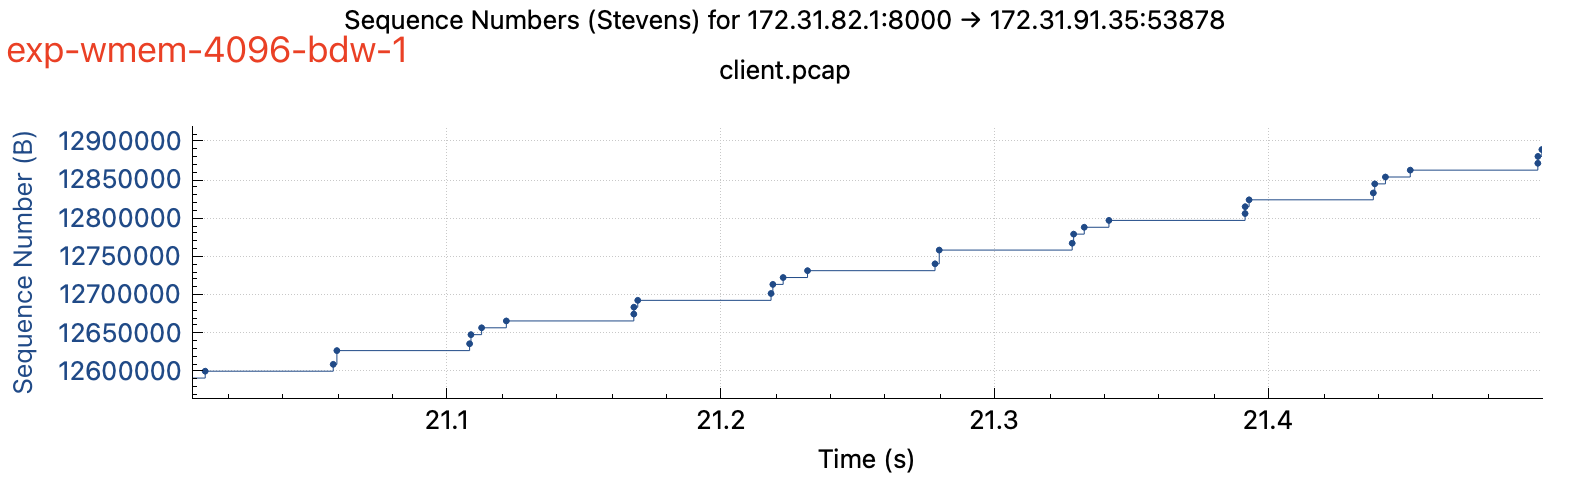 Sequence Numbers (Stevens) for 172.31.82.1:8000 → 172.31.91.35:53878
exp-wmem-4096-bdw-1
client.pcap
Sequence Number (B)
12900000
12850000
12800000
12750000
12700000
12650000
12600000
21.1
21.2
21.3
21.4
Time (s)